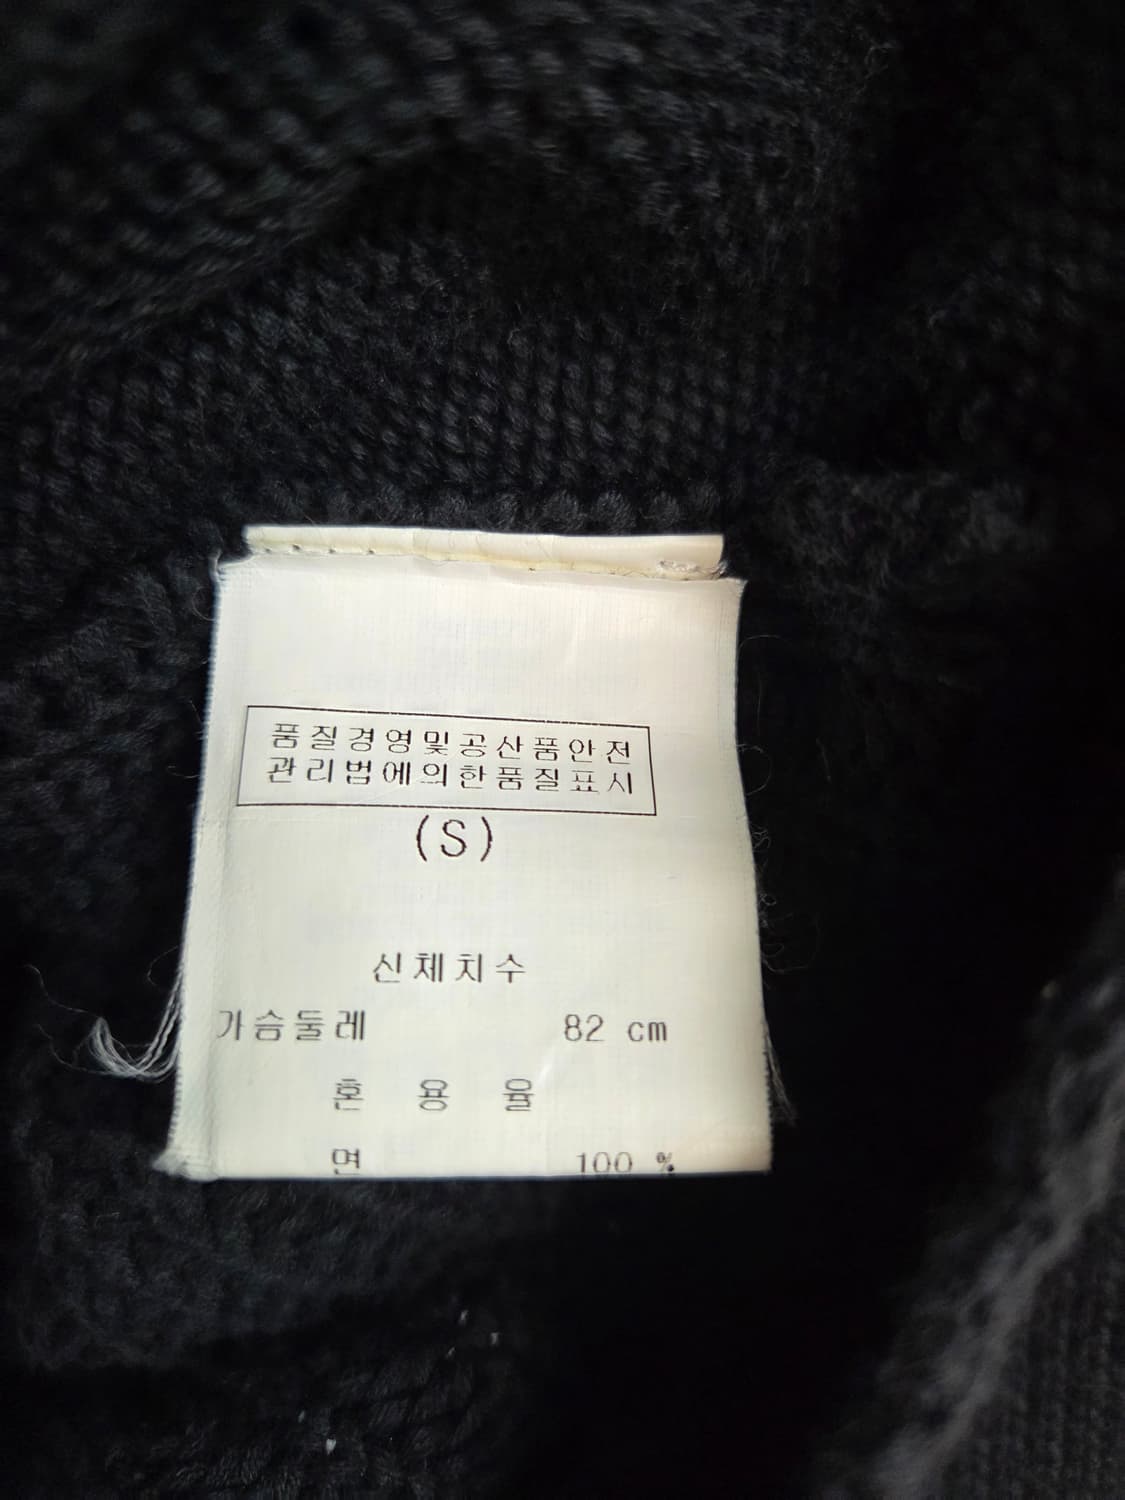 품질경영및공산품안전
관리법에의한품질표시
(S)
신체치수
가슴둘레 82 cm
혼 용 율
면 100 %